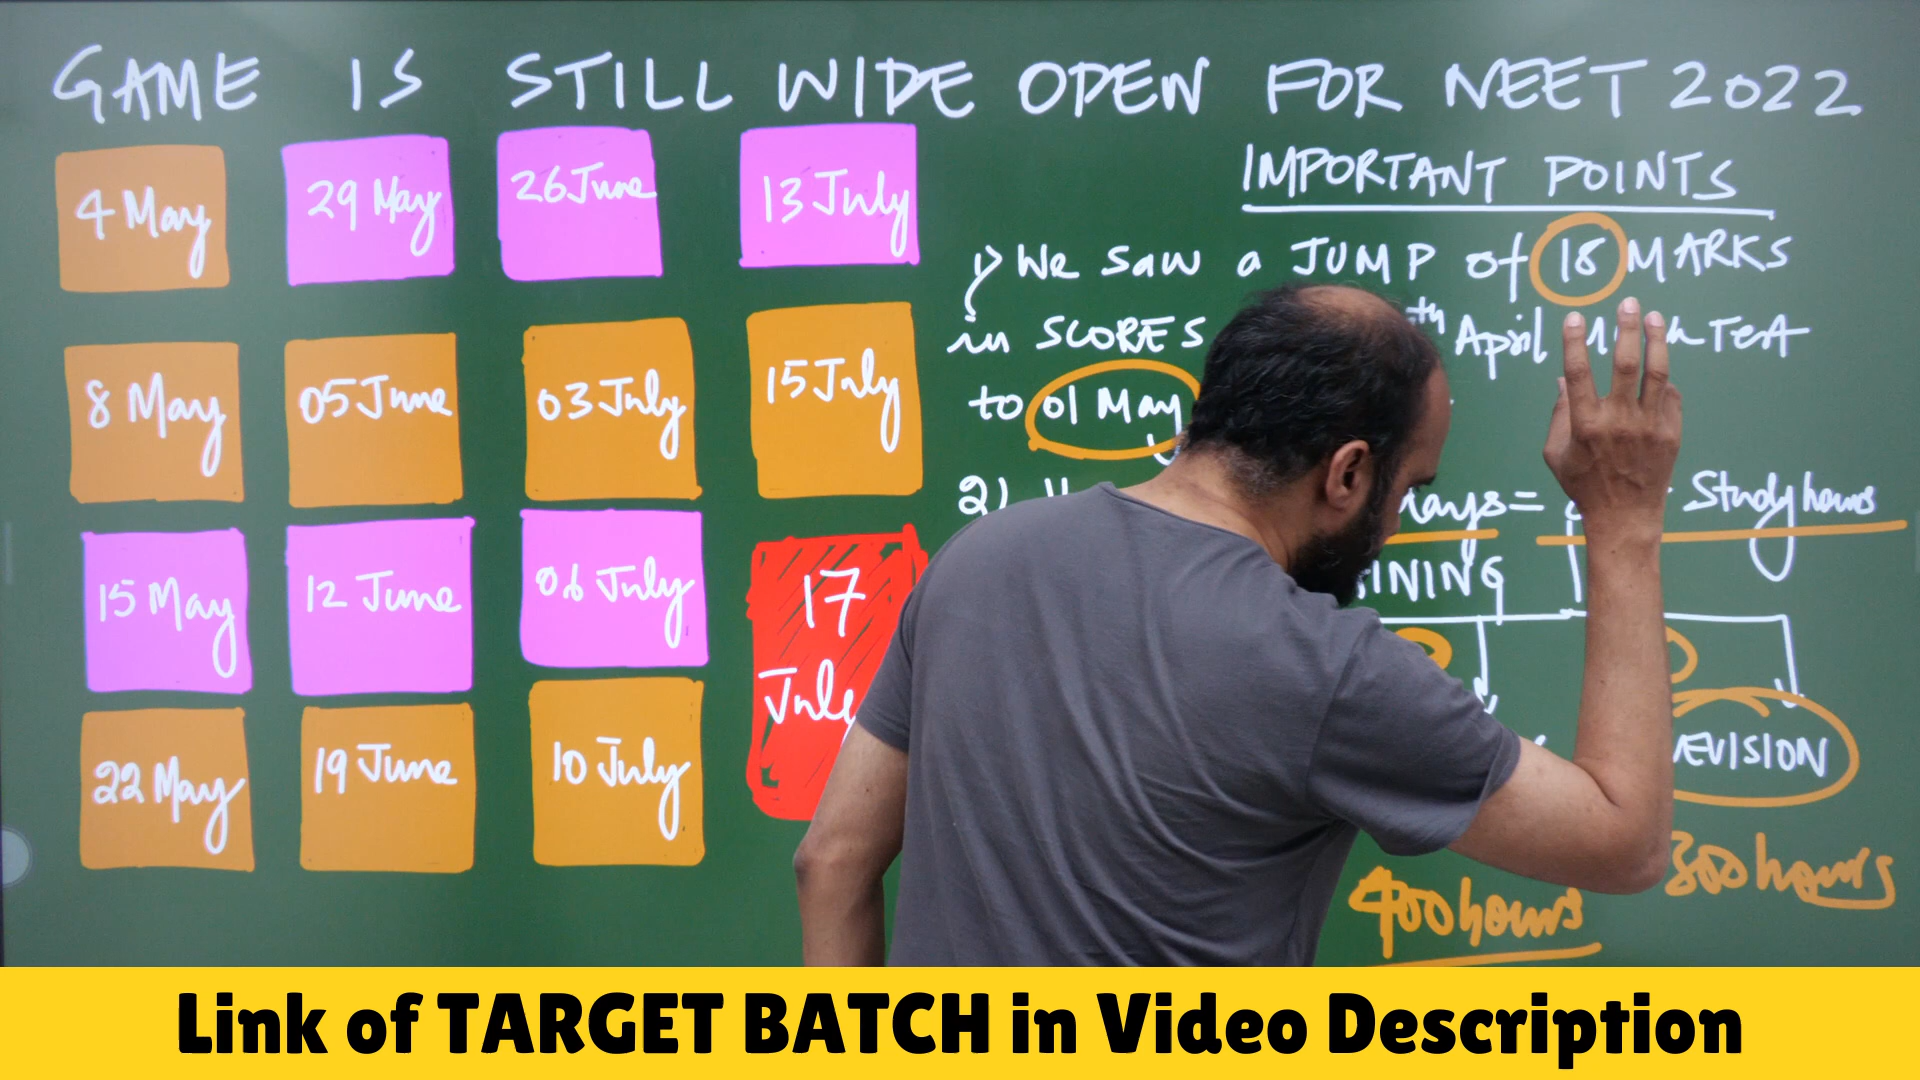 GAME IS STILL WIDE OPEN FOR NEET 2022
4 May
29 May
26 June
13 July
8 May
05 June
03 July
15 July
15 May
12 June
06 July
17
July
22 May
19 June
10 July
IMPORTANT POINTS
1) We saw a JUMP of 18 MARKS
in SCORES th April
to 01 May
2) = Study hours
400 hours
300 hours
Link of TARGET BATCH in Video Description